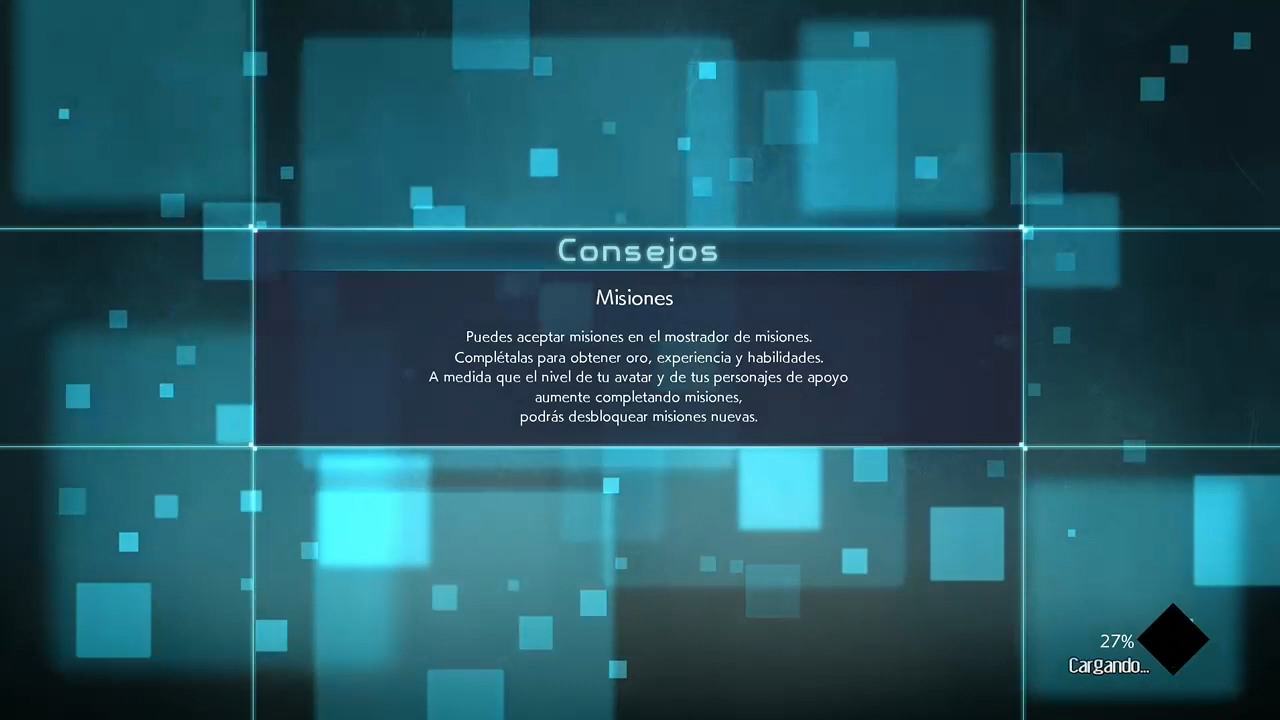 Consejos
Misiones
Puedes aceptar misiones en el mostrador de misiones.
Complétalas para obtener oro, experiencia y habilidades.
A medida que el nivel de tu avatar y de tus personajes de apoyo
aumente completando misiones,
podrás desbloquear misiones nuevas.
27%
Cargando...